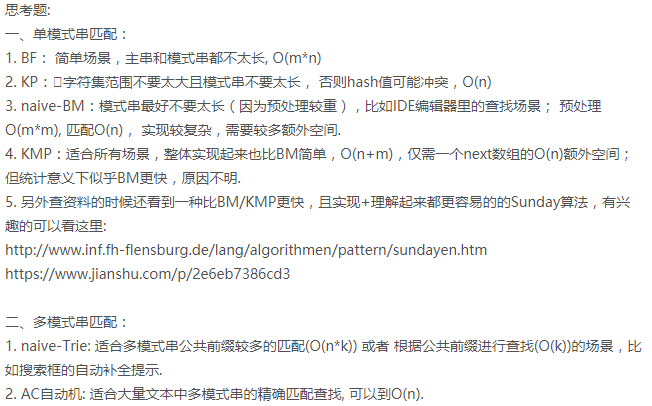 思考题:
一、单模式串匹配：
1. BF： 简单场景，主串和模式串都不太长, O(m*n)
2. KP：字符集范围不要太大且模式串不要太长， 否则hash值可能冲突，O(n)
3. naive-BM：模式串最好不要太长（因为预处理较重），比如IDE编辑器里的查找场景； 预处理
O(m*m), 匹配O(n)， 实现较复杂，需要较多额外空间.
4. KMP：适合所有场景，整体实现起来也比BM简单，O(n+m)，仅需一个next数组的O(n)额外空间；
但统计意义下似乎BM更快，原因不明.
5. 另外查资料的时候还看到一种比BM/KMP更快，且实现+理解起来都更容易的的Sunday算法，有兴
趣的可以看这里:
http://www.inf.fh-flensburg.de/lang/algorithmen/pattern/sundayen.htm
https://www.jianshu.com/p/2e6eb7386cd3
二、多模式串匹配：
1. naive-Trie: 适合多模式串公共前缀较多的匹配(O(n*k)) 或者 根据公共前缀进行查找(O(k))的场景，比
如搜索框的自动补全提示.
2. AC自动机: 适合大量文本中多模式串的精确匹配查找, 可以到O(n).